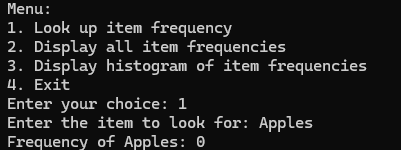 Menu:
1. Look up item frequency
2. Display all item frequencies
3. Display histogram of item frequencies
4. Exit
Enter your choice: 1
Enter the item to look for: Apples
Frequency of Apples: 0